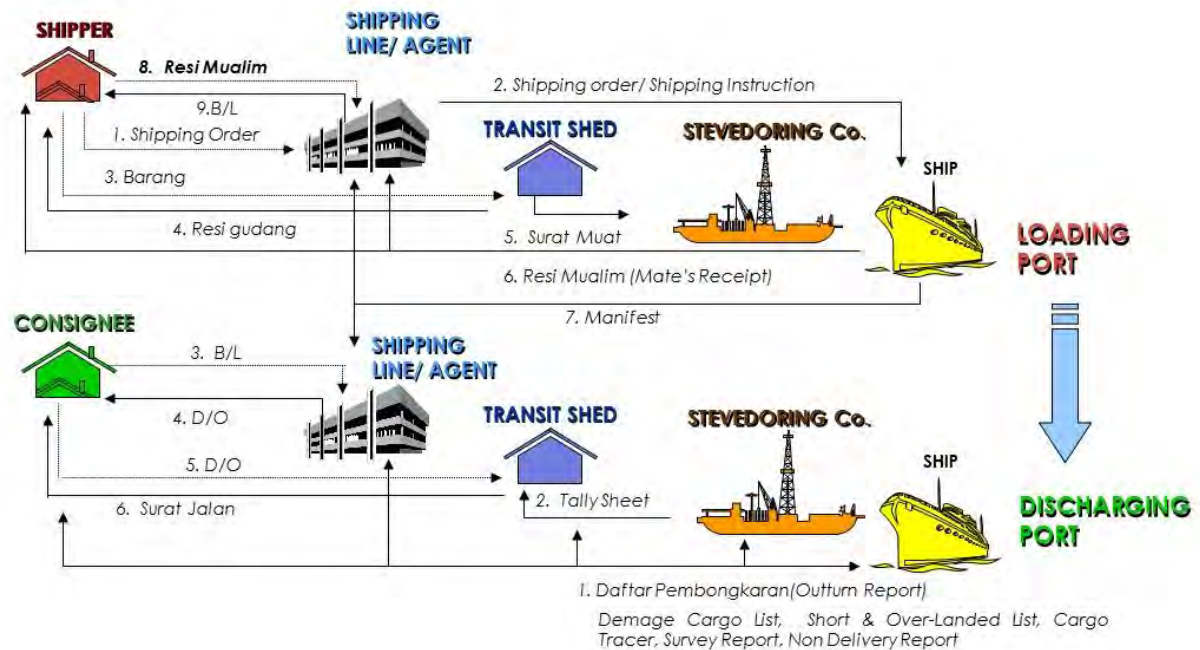 SHIPPER
SHIPPING
LINE/ AGENT
8. Resi Mualim
9.B/L
1. Shipping Order
2. Shipping order/ Shipping Instruction
TRANSIT SHED
STEVEDORING Co.
SHIP
3. Barang
4. Resi gudang
5. Surat Muat
6. Resi Mualim (Mate's Receipt)
7. Manifest
LOADING
PORT
CONSIGNEE
3. B/L
SHIPPING
LINE/ AGENT
4. D/O
TRANSIT SHED
STEVEDORING Co.
SHIP
5. D/O
2. Tally Sheet
6. Surat Jalan
DISCHARGING
PORT
1. Daftar Pembongkaran(Outturn Report)
Demage Cargo List, Short & Over-Landed List, Cargo
Tracer, Survey Report, Non Delivery Report